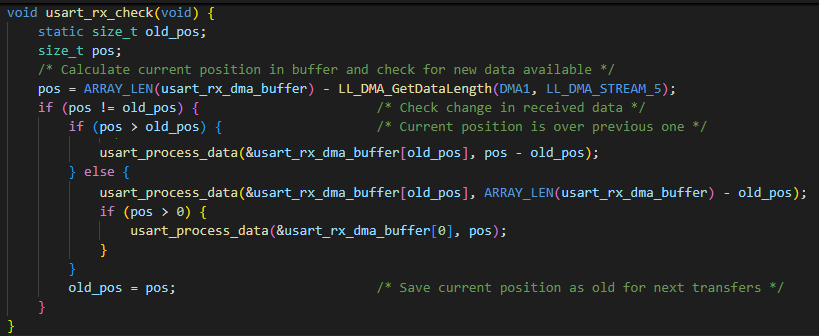 void usart_rx_check(void) {
    static size_t old_pos;
    size_t pos;
    /* Calculate current position in buffer and check for new data available */
    pos = ARRAY_LEN(usart_rx_dma_buffer) - LL_DMA_GetDataLength(DMA1, LL_DMA_STREAM_5);
    if (pos != old_pos) {                       /* Check change in received data */
        if (pos > old_pos) {                    /* Current position is over previous one */
            usart_process_data(&usart_rx_dma_buffer[old_pos], pos - old_pos);
        } else {
            usart_process_data(&usart_rx_dma_buffer[old_pos], ARRAY_LEN(usart_rx_dma_buffer) - old_pos);
            if (pos > 0) {
                usart_process_data(&usart_rx_dma_buffer[0], pos);
            }
        }
        old_pos = pos;                          /* Save current position as old for next transfers */
    }
}